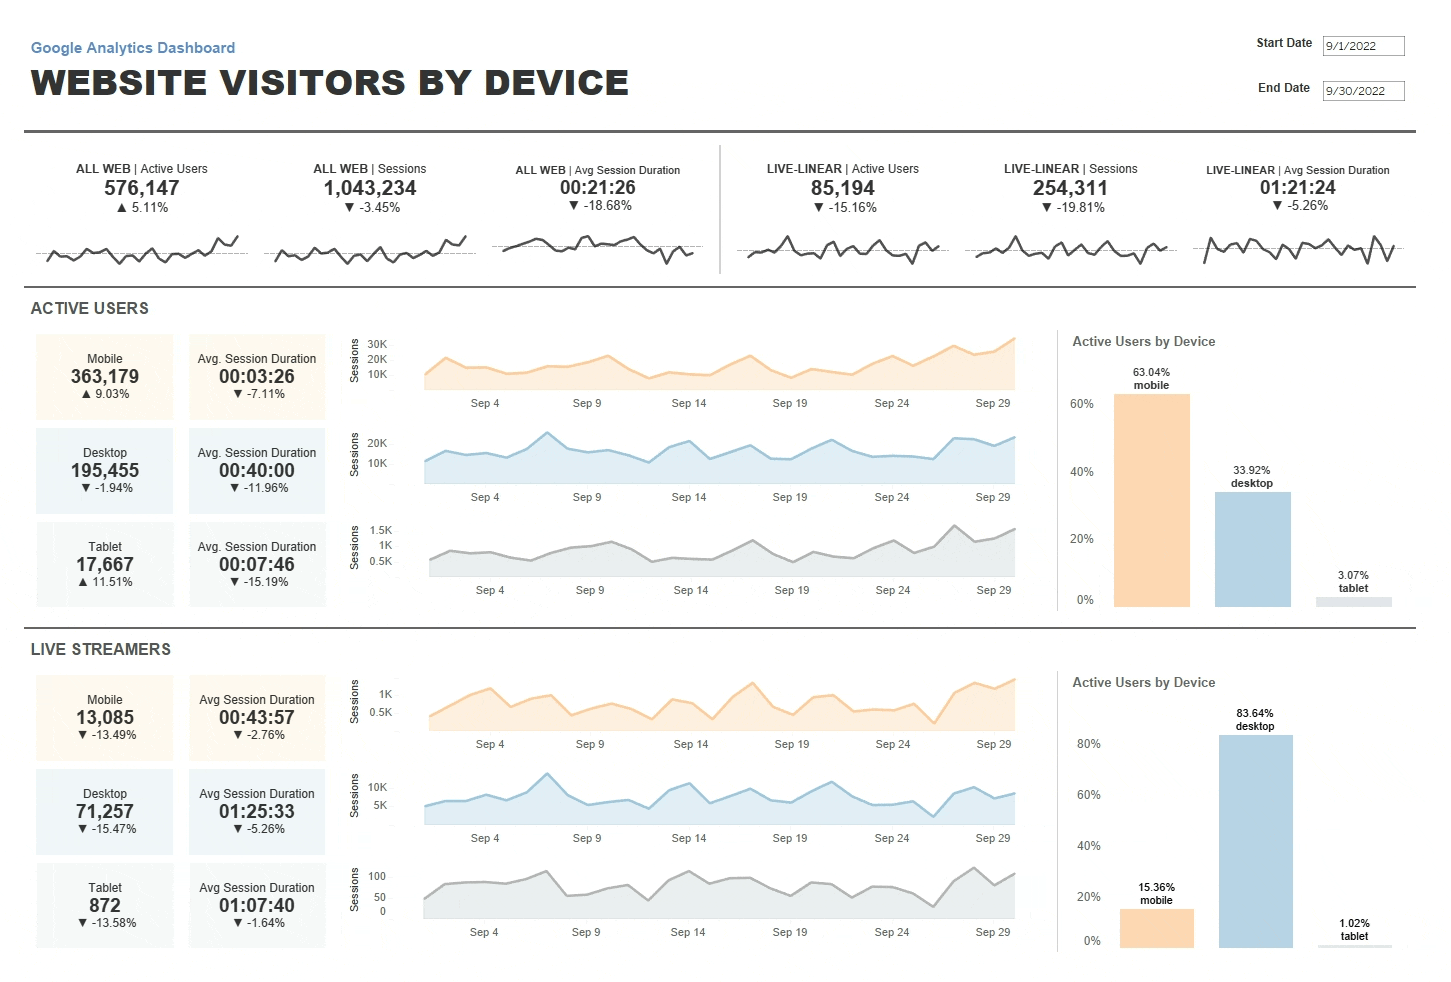 Google Analytics Dashboard
WEBSITE VISITORS BY DEVICE
Start Date 9/1/2022
End Date 9/30/2022
ALL WEB | Active Users
576,147
▲ 5.11%
ALL WEB | Sessions
1,043,234
▼ -3.45%
ALL WEB | Avg Session Duration
00:21:26
▼ -18.68%
LIVE-LINEAR | Active Users
85,194
▼ -15.16%
LIVE-LINEAR | Sessions
254,311
▼ -19.81%
LIVE-LINEAR | Avg Session Duration
01:21:24
▼ -5.26%
ACTIVE USERS
Mobile
363,179
▲ 9.03%
Avg. Session Duration
00:03:26
▼ -7.11%
Sessions
30K
20K
10K
Sep 4 Sep 9 Sep 14 Sep 19 Sep 24 Sep 29
Desktop
195,455
▼ -1.94%
Avg. Session Duration
00:40:00
▼ -11.96%
Sessions
20K
10K
Sep 4 Sep 9 Sep 14 Sep 19 Sep 24 Sep 29
Tablet
17,667
▲ 11.51%
Avg. Session Duration
00:07:46
▼ -15.19%
Sessions
1.5K
1K
0.5K
Sep 4 Sep 9 Sep 14 Sep 19 Sep 24 Sep 29
Active Users by Device
60%
40%
20%
0%
63.04%
mobile
33.92%
desktop
3.07%
tablet
LIVE STREAMERS
Mobile
13,085
▼ -13.49%
Avg Session Duration
00:43:57
▼ -2.76%
Sessions
1K
0.5K
Sep 4 Sep 9 Sep 14 Sep 19 Sep 24 Sep 29
Desktop
71,257
▼ -15.47%
Avg Session Duration
01:25:33
▼ -5.26%
Sessions
10K
5K
Sep 4 Sep 9 Sep 14 Sep 19 Sep 24 Sep 29
Tablet
872
▼ -13.58%
Avg Session Duration
01:07:40
▼ -1.64%
Sessions
100
50
0
Sep 4 Sep 9 Sep 14 Sep 19 Sep 24 Sep 29
Active Users by Device
80%
60%
40%
20%
0%
15.36%
mobile
83.64%
desktop
1.02%
tablet